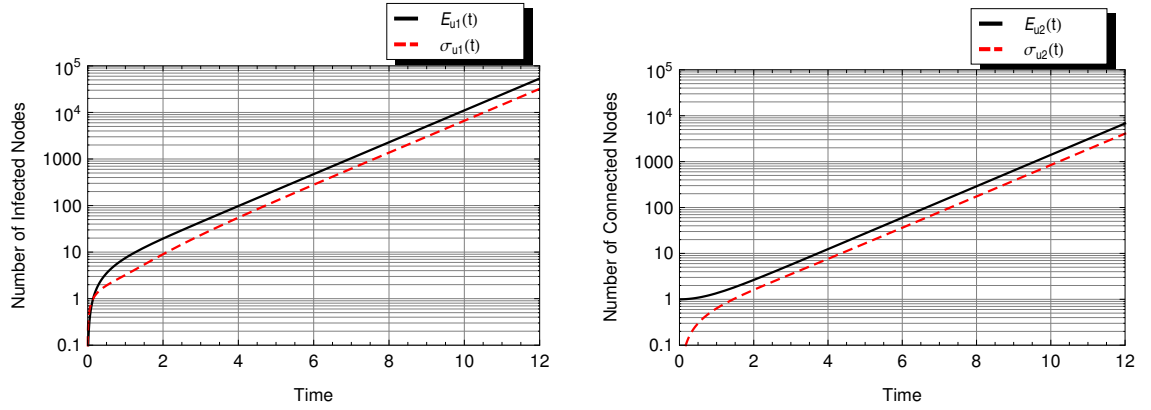 E_u1(t)
σ_u1(t)
Number of Infected Nodes
10^5
10^4
1000
100
10
1
0.1
0 2 4 6 8 10 12
Time
E_u2(t)
σ_u2(t)
Number of Connected Nodes
10^5
10^4
1000
100
10
1
0.1
0 2 4 6 8 10 12
Time